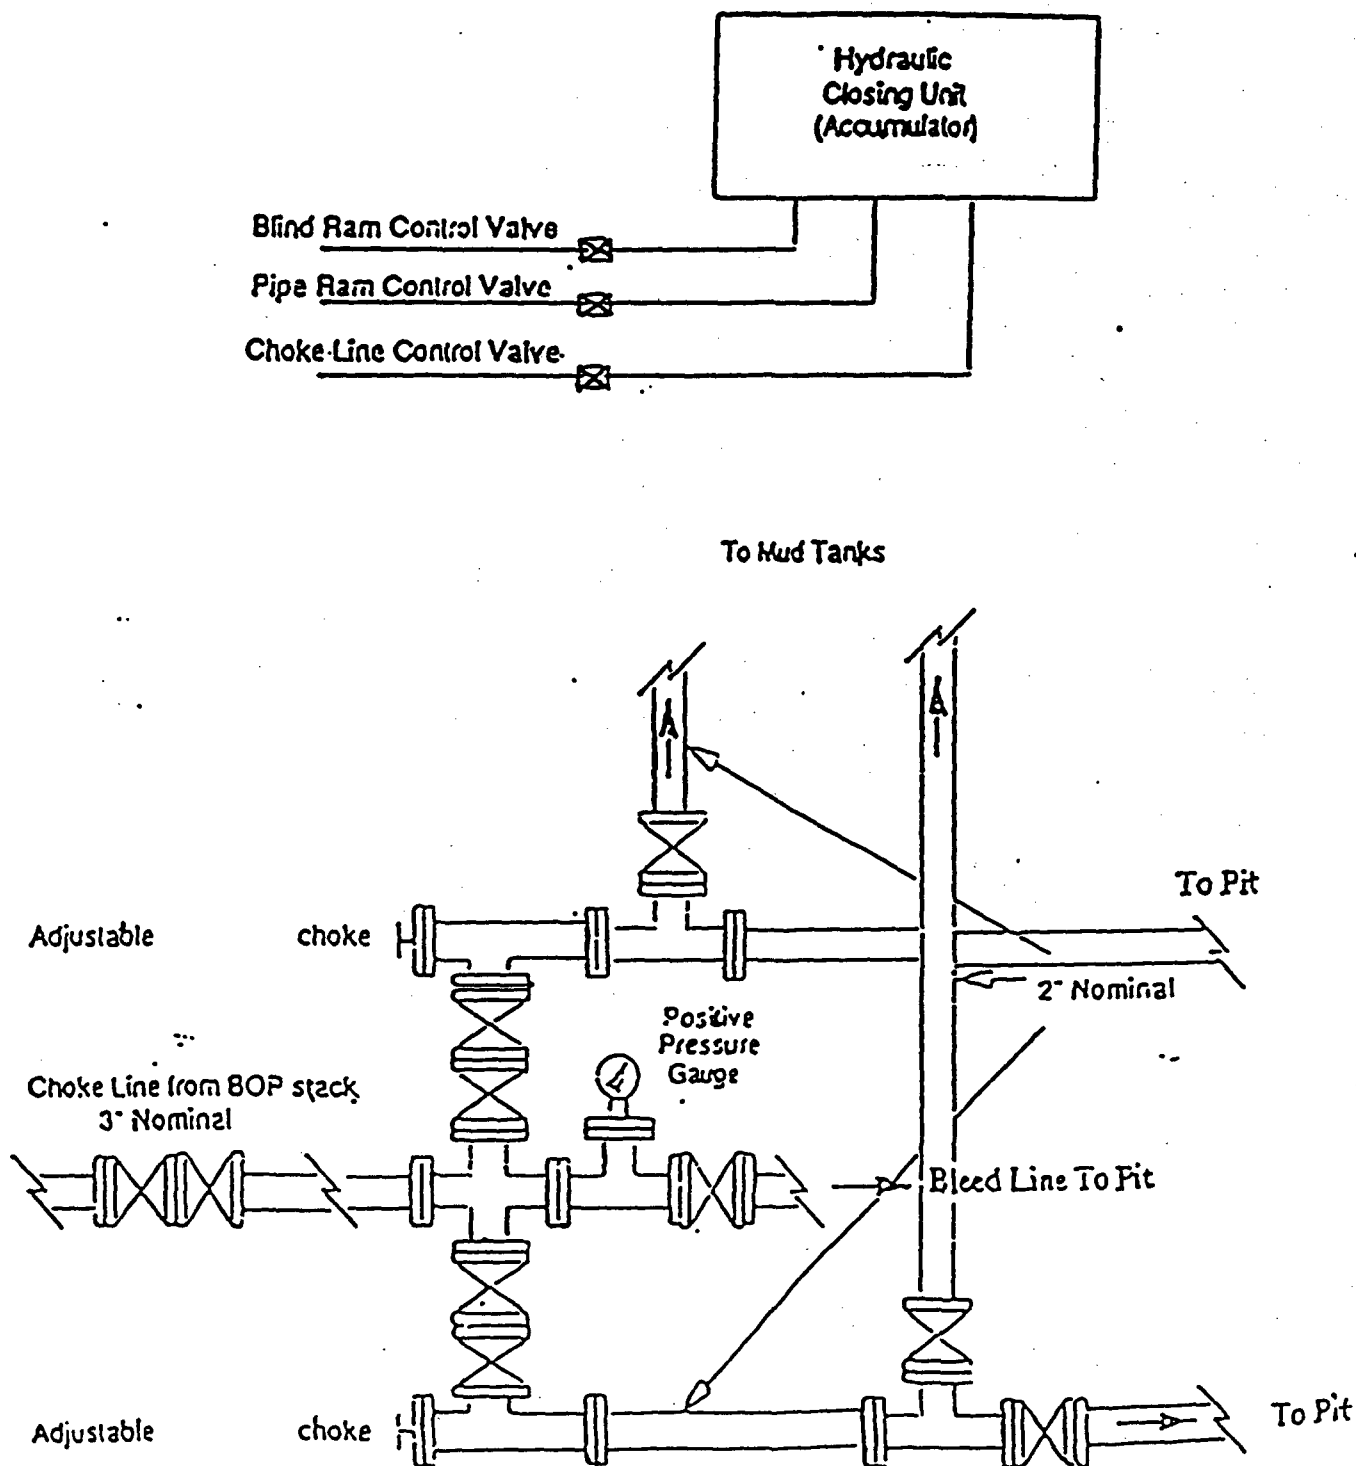 Hydraulic
Closing Unit
(Accumulator)
Blind Ram Control Valve
Pipe Ram Control Valve
Choke Line Control Valve
To Mud Tanks
To Pit
Adjustable choke
2" Nominal
Positive
Pressure
Gauge
Choke Line from BOP stack
3" Nominal
Bleed Line To Pit
Adjustable choke
To Pit